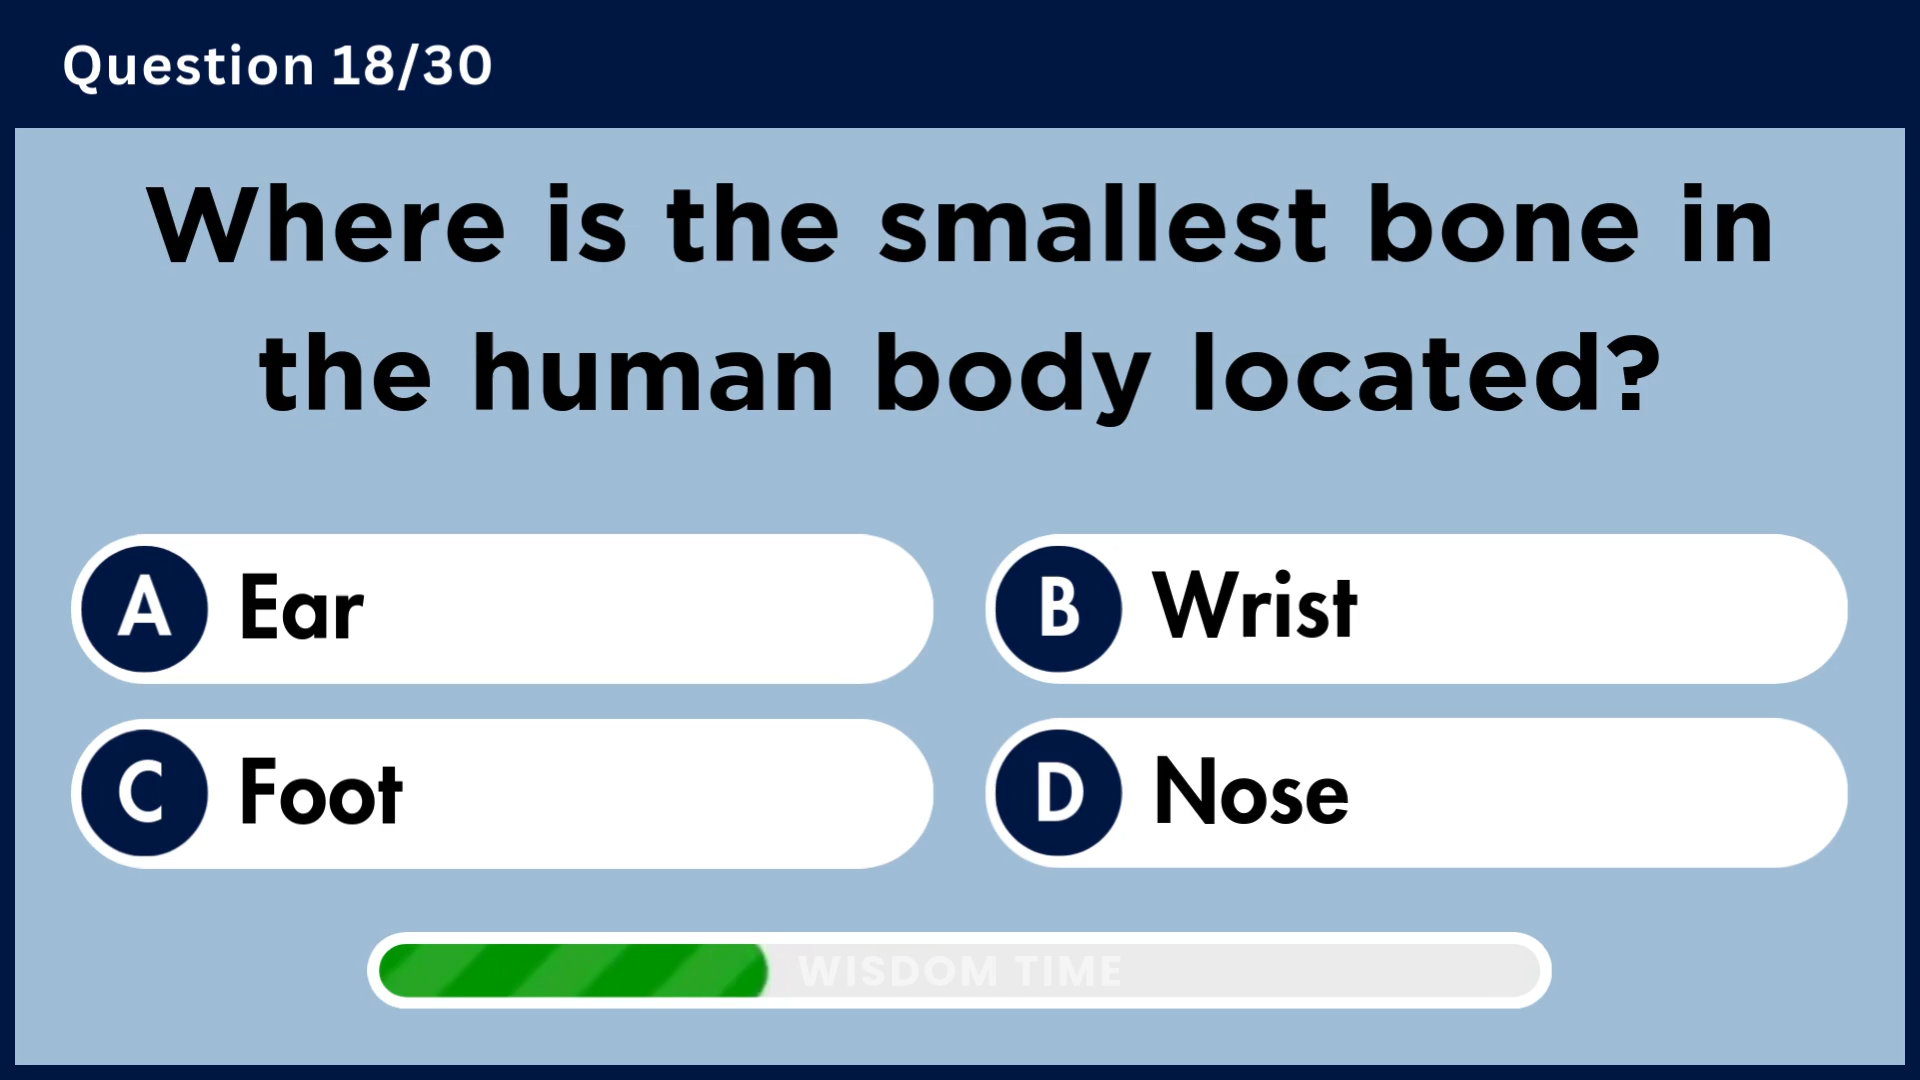 Question 18/30
Where is the smallest bone in
the human body located?
A Ear
B Wrist
C Foot
D Nose
WISDOM TIME